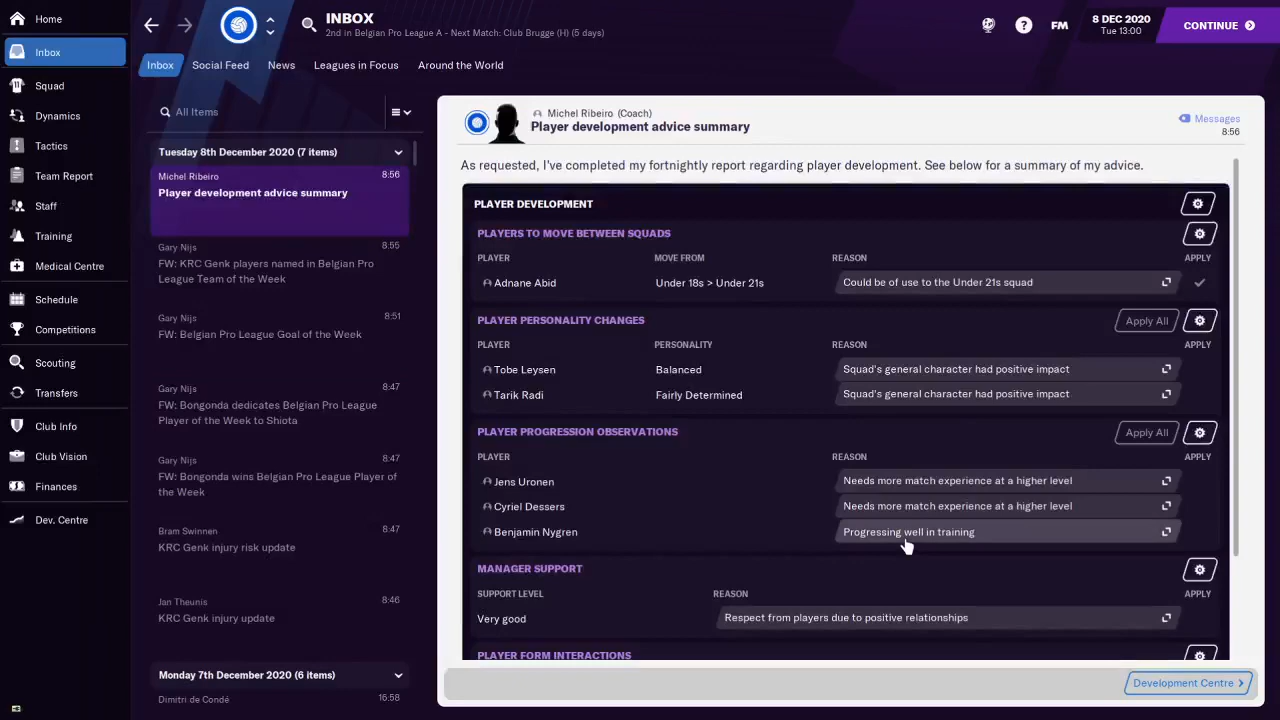 Home
Inbox
Squad
Dynamics
Tactics
Team Report
Staff
Training
Medical Centre
Schedule
Competitions
Scouting
Transfers
Club Info
Club Vision
Finances
Dev. Centre
INBOX
2nd in Belgian Pro League A - Next Match: Club Brugge (H) (5 days)
?
FM
8 DEC 2020
Tue 13:00
CONTINUE
Inbox Social Feed News Leagues in Focus Around the World
All Items
Tuesday 8th December 2020 (7 items)
Michel Ribeiro 8:56
Player development advice summary
Gary Nijs 8:55
FW: KRC Genk players named in Belgian Pro
League Team of the Week
Gary Nijs 8:51
FW: Belgian Pro League Goal of the Week
Gary Nijs 8:47
FW: Bongonda dedicates Belgian Pro League
Player of the Week to Shiota
Gary Nijs 8:47
FW: Bongonda wins Belgian Pro League Player of
the Week
Bram Swinnen 8:47
KRC Genk injury risk update
Jan Theunis 8:46
KRC Genk injury update
Monday 7th December 2020 (6 items)
Dimitri de Condé 16:58
Michel Ribeiro (Coach)
Player development advice summary
Messages
8:56
As requested, I've completed my fortnightly report regarding player development. See below for a summary of my advice.
PLAYER DEVELOPMENT
PLAYERS TO MOVE BETWEEN SQUADS
PLAYER MOVE FROM REASON APPLY
Adnane Abid Under 18s > Under 21s Could be of use to the Under 21s squad
PLAYER PERSONALITY CHANGES Apply All
PLAYER PERSONALITY REASON APPLY
Tobe Leysen Balanced Squad's general character had positive impact
Tarik Radi Fairly Determined Squad's general character had positive impact
PLAYER PROGRESSION OBSERVATIONS Apply All
PLAYER REASON APPLY
Jens Uronen Needs more match experience at a higher level
Cyriel Dessers Needs more match experience at a higher level
Benjamin Nygren Progressing well in training
MANAGER SUPPORT
SUPPORT LEVEL REASON APPLY
Very good Respect from players due to positive relationships
PLAYER FORM INTERACTIONS
Development Centre